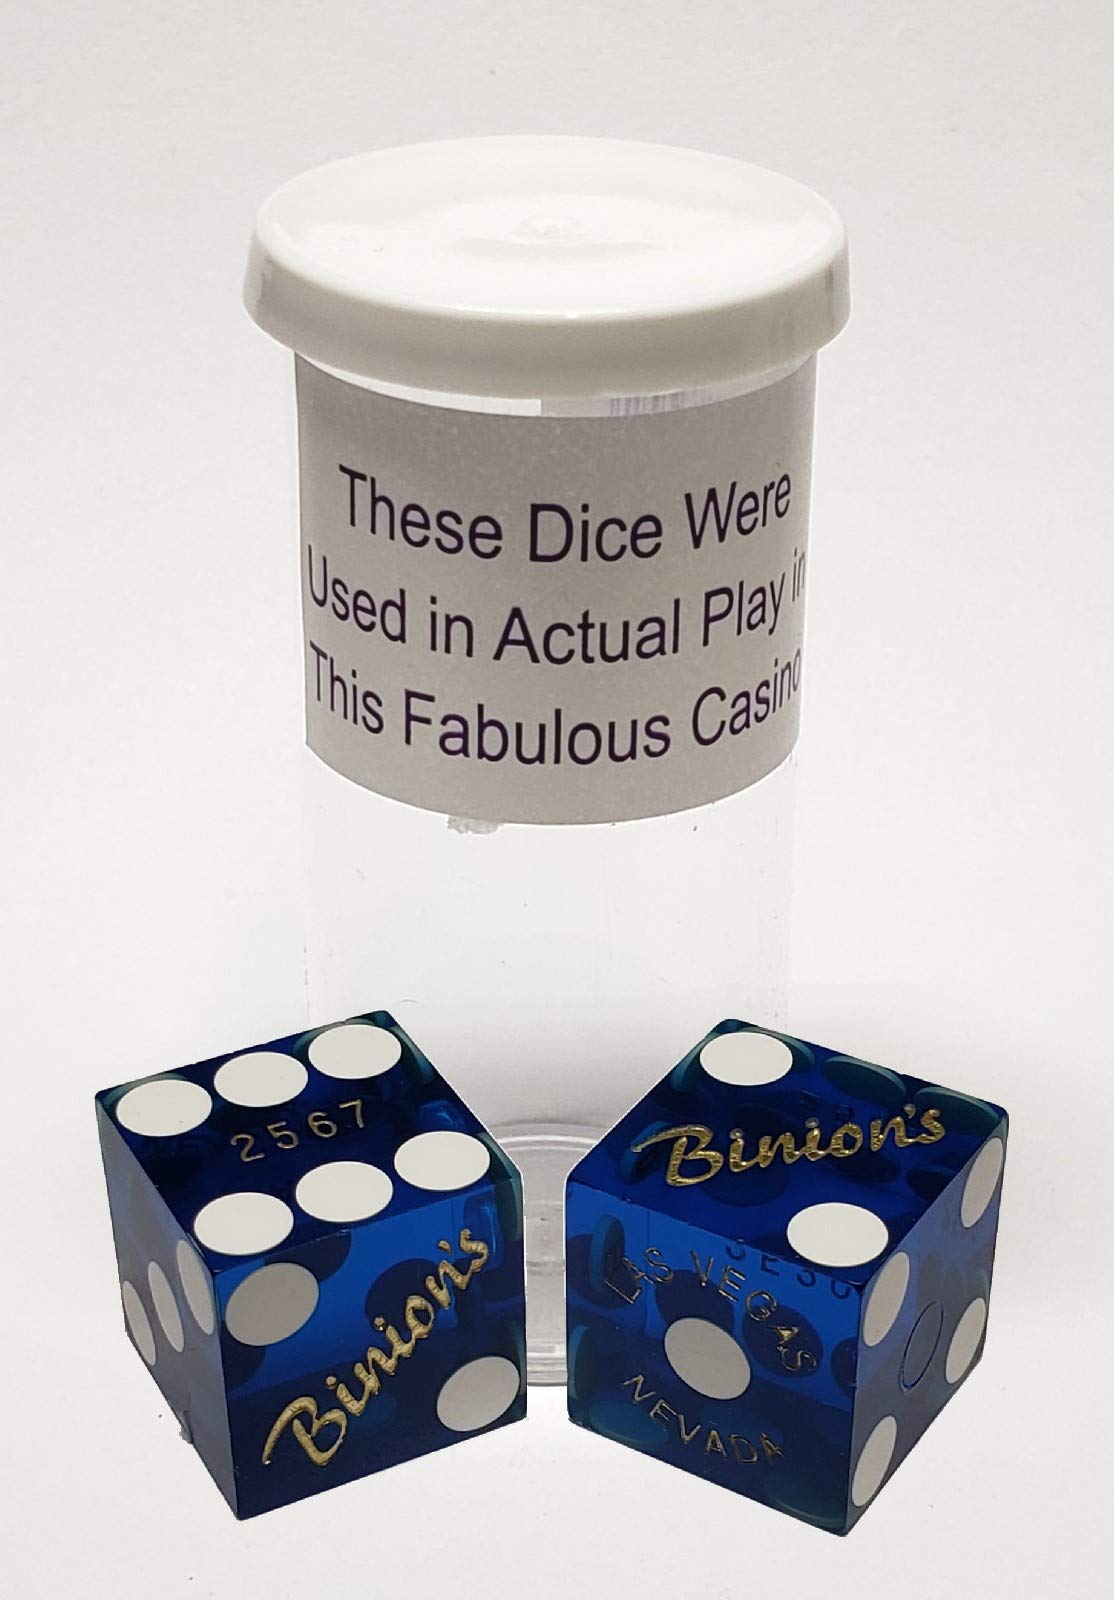 These Dice Were
Used in Actual Play in
This Fabulous Casino
2567
Binion's
Binion's
LAS VEGAS
NEVADA